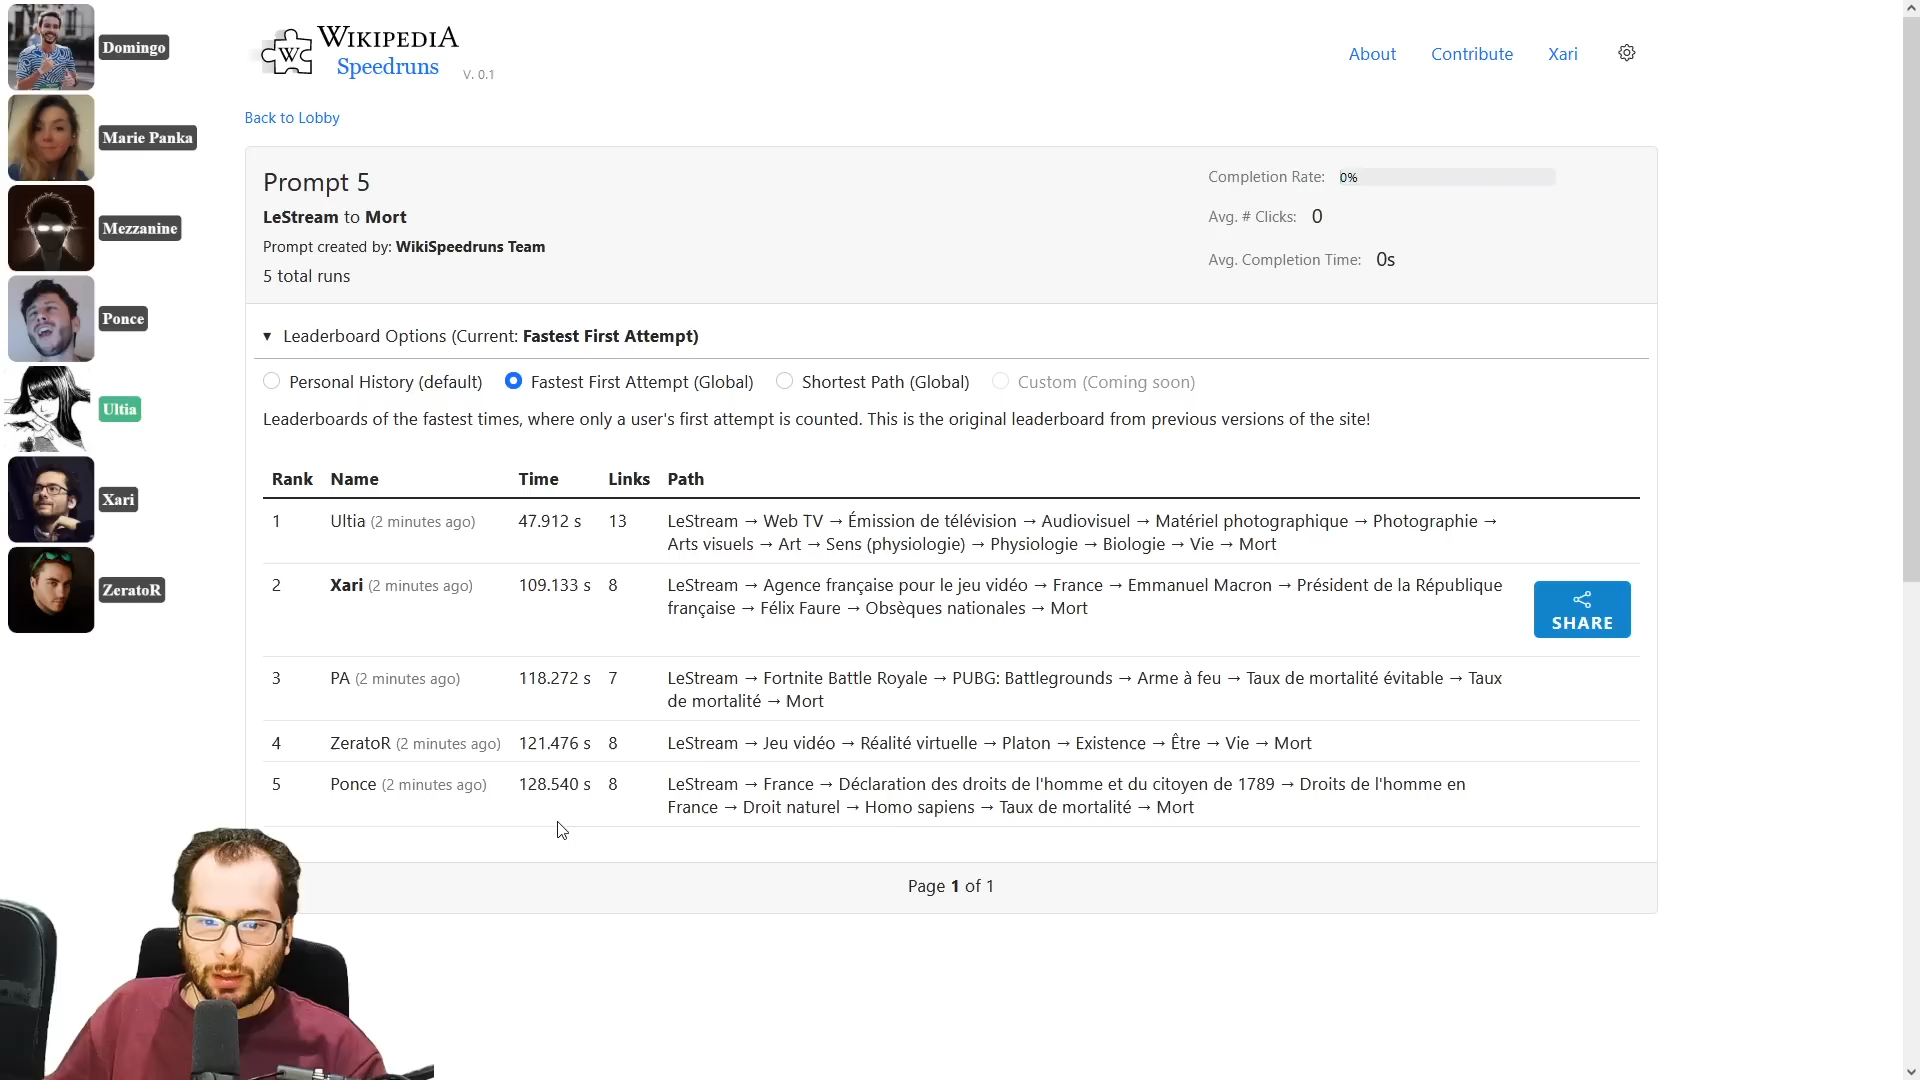 Domingo
Marie Panka
Mezzanine
Ponce
Ultia
Xari
ZeratoR
W
WIKIPEDIA
Speedruns
V. 0.1
About
Contribute
Xari
Back to Lobby
Prompt 5
LeStream to Mort
Prompt created by: WikiSpeedruns Team
5 total runs
Completion Rate: 0%
Avg. # Clicks: 0
Avg. Completion Time: 0s
▼ Leaderboard Options (Current: Fastest First Attempt)
Personal History (default) Fastest First Attempt (Global) Shortest Path (Global) Custom (Coming soon)
Leaderboards of the fastest times, where only a user's first attempt is counted. This is the original leaderboard from previous versions of the site!
Rank Name Time Links Path
1 Ultia (2 minutes ago) 47.912 s 13 LeStream → Web TV → Émission de télévision → Audiovisuel → Matériel photographique → Photographie →
Arts visuels → Art → Sens (physiologie) → Physiologie → Biologie → Vie → Mort
2 Xari (2 minutes ago) 109.133 s 8 LeStream → Agence française pour le jeu vidéo → France → Emmanuel Macron → Président de la République
française → Félix Faure → Obsèques nationales → Mort
SHARE
3 PA (2 minutes ago) 118.272 s 7 LeStream → Fortnite Battle Royale → PUBG: Battlegrounds → Arme à feu → Taux de mortalité évitable → Taux
de mortalité → Mort
4 ZeratoR (2 minutes ago) 121.476 s 8 LeStream → Jeu vidéo → Réalité virtuelle → Platon → Existence → Être → Vie → Mort
5 Ponce (2 minutes ago) 128.540 s 8 LeStream → France → Déclaration des droits de l'homme et du citoyen de 1789 → Droits de l'homme en
France → Droit naturel → Homo sapiens → Taux de mortalité → Mort
Page 1 of 1